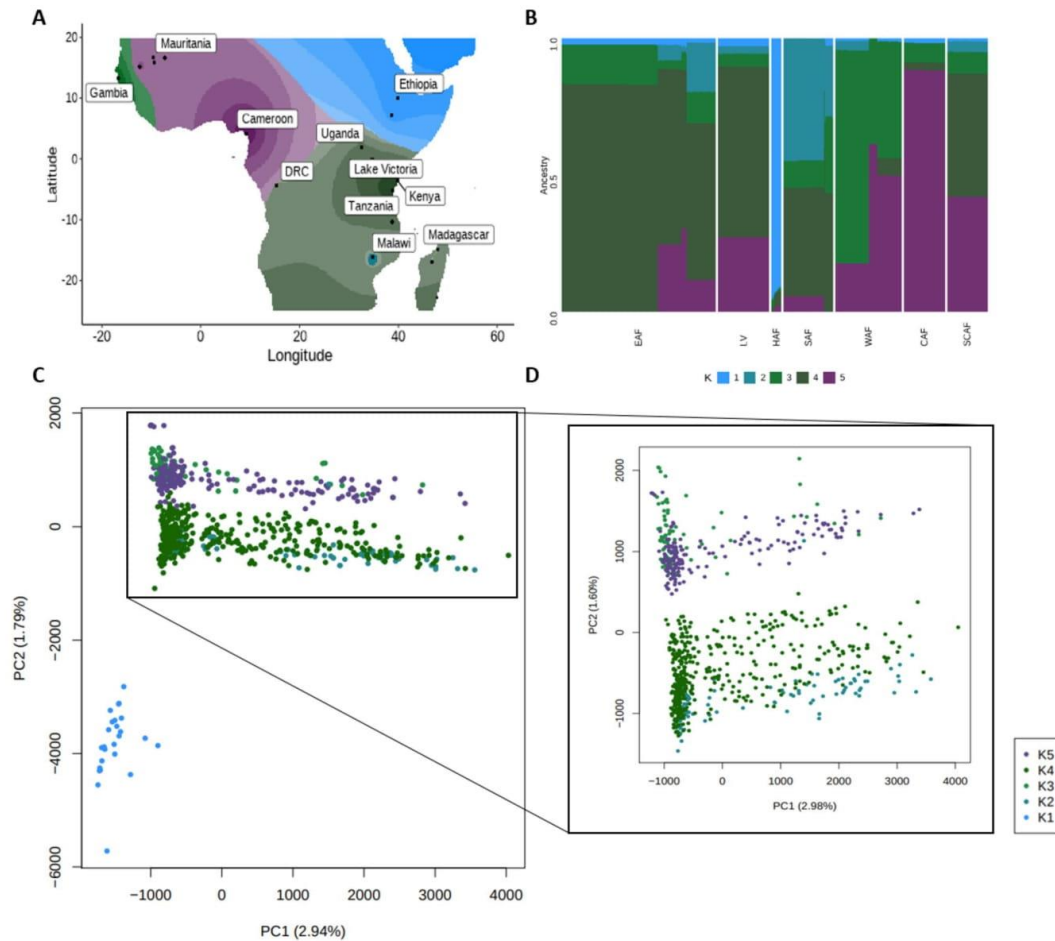 A
20
10
0
-10
-20
Latitude
-20
0
20
40
60
Longitude
Mauritania
Gambia
Ethiopia
Cameroon
Uganda
DRC
Lake Victoria
Kenya
Tanzania
Malawi
Madagascar
B
1.0
0.5
0.0
Ancestry
EAF
LV
HAF
SAF
WAF
CAF
SCAF
K 1 2 3 4 5
C
2000
0
−2000
−4000
−6000
PC2 (1.79%)
−1000 0 1000 2000 3000 4000
PC1 (2.94%)
D
2000
1000
0
−1000
PC2 (1.60%)
−1000 0 1000 2000 3000 4000
PC1 (2.98%)
K5
K4
K3
K2
K1